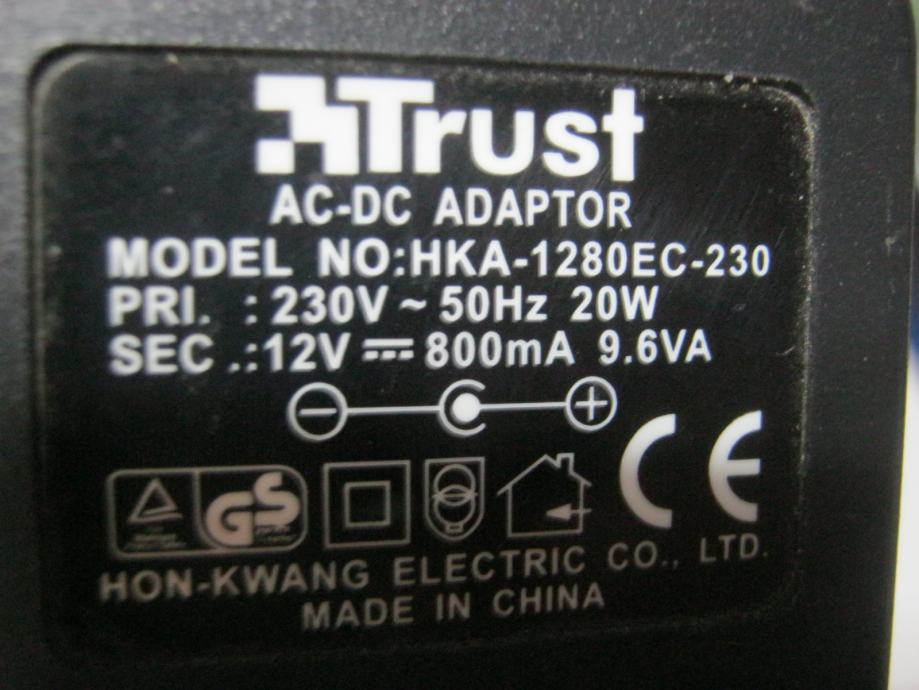 Trust
AC-DC ADAPTOR
MODEL NO:HKA-1280EC-230
PRI. : 230V ~ 50Hz 20W
SEC .:12V ⎓ 800mA 9.6VA
GS
CE
HON-KWANG ELECTRIC CO., LTD.
MADE IN CHINA